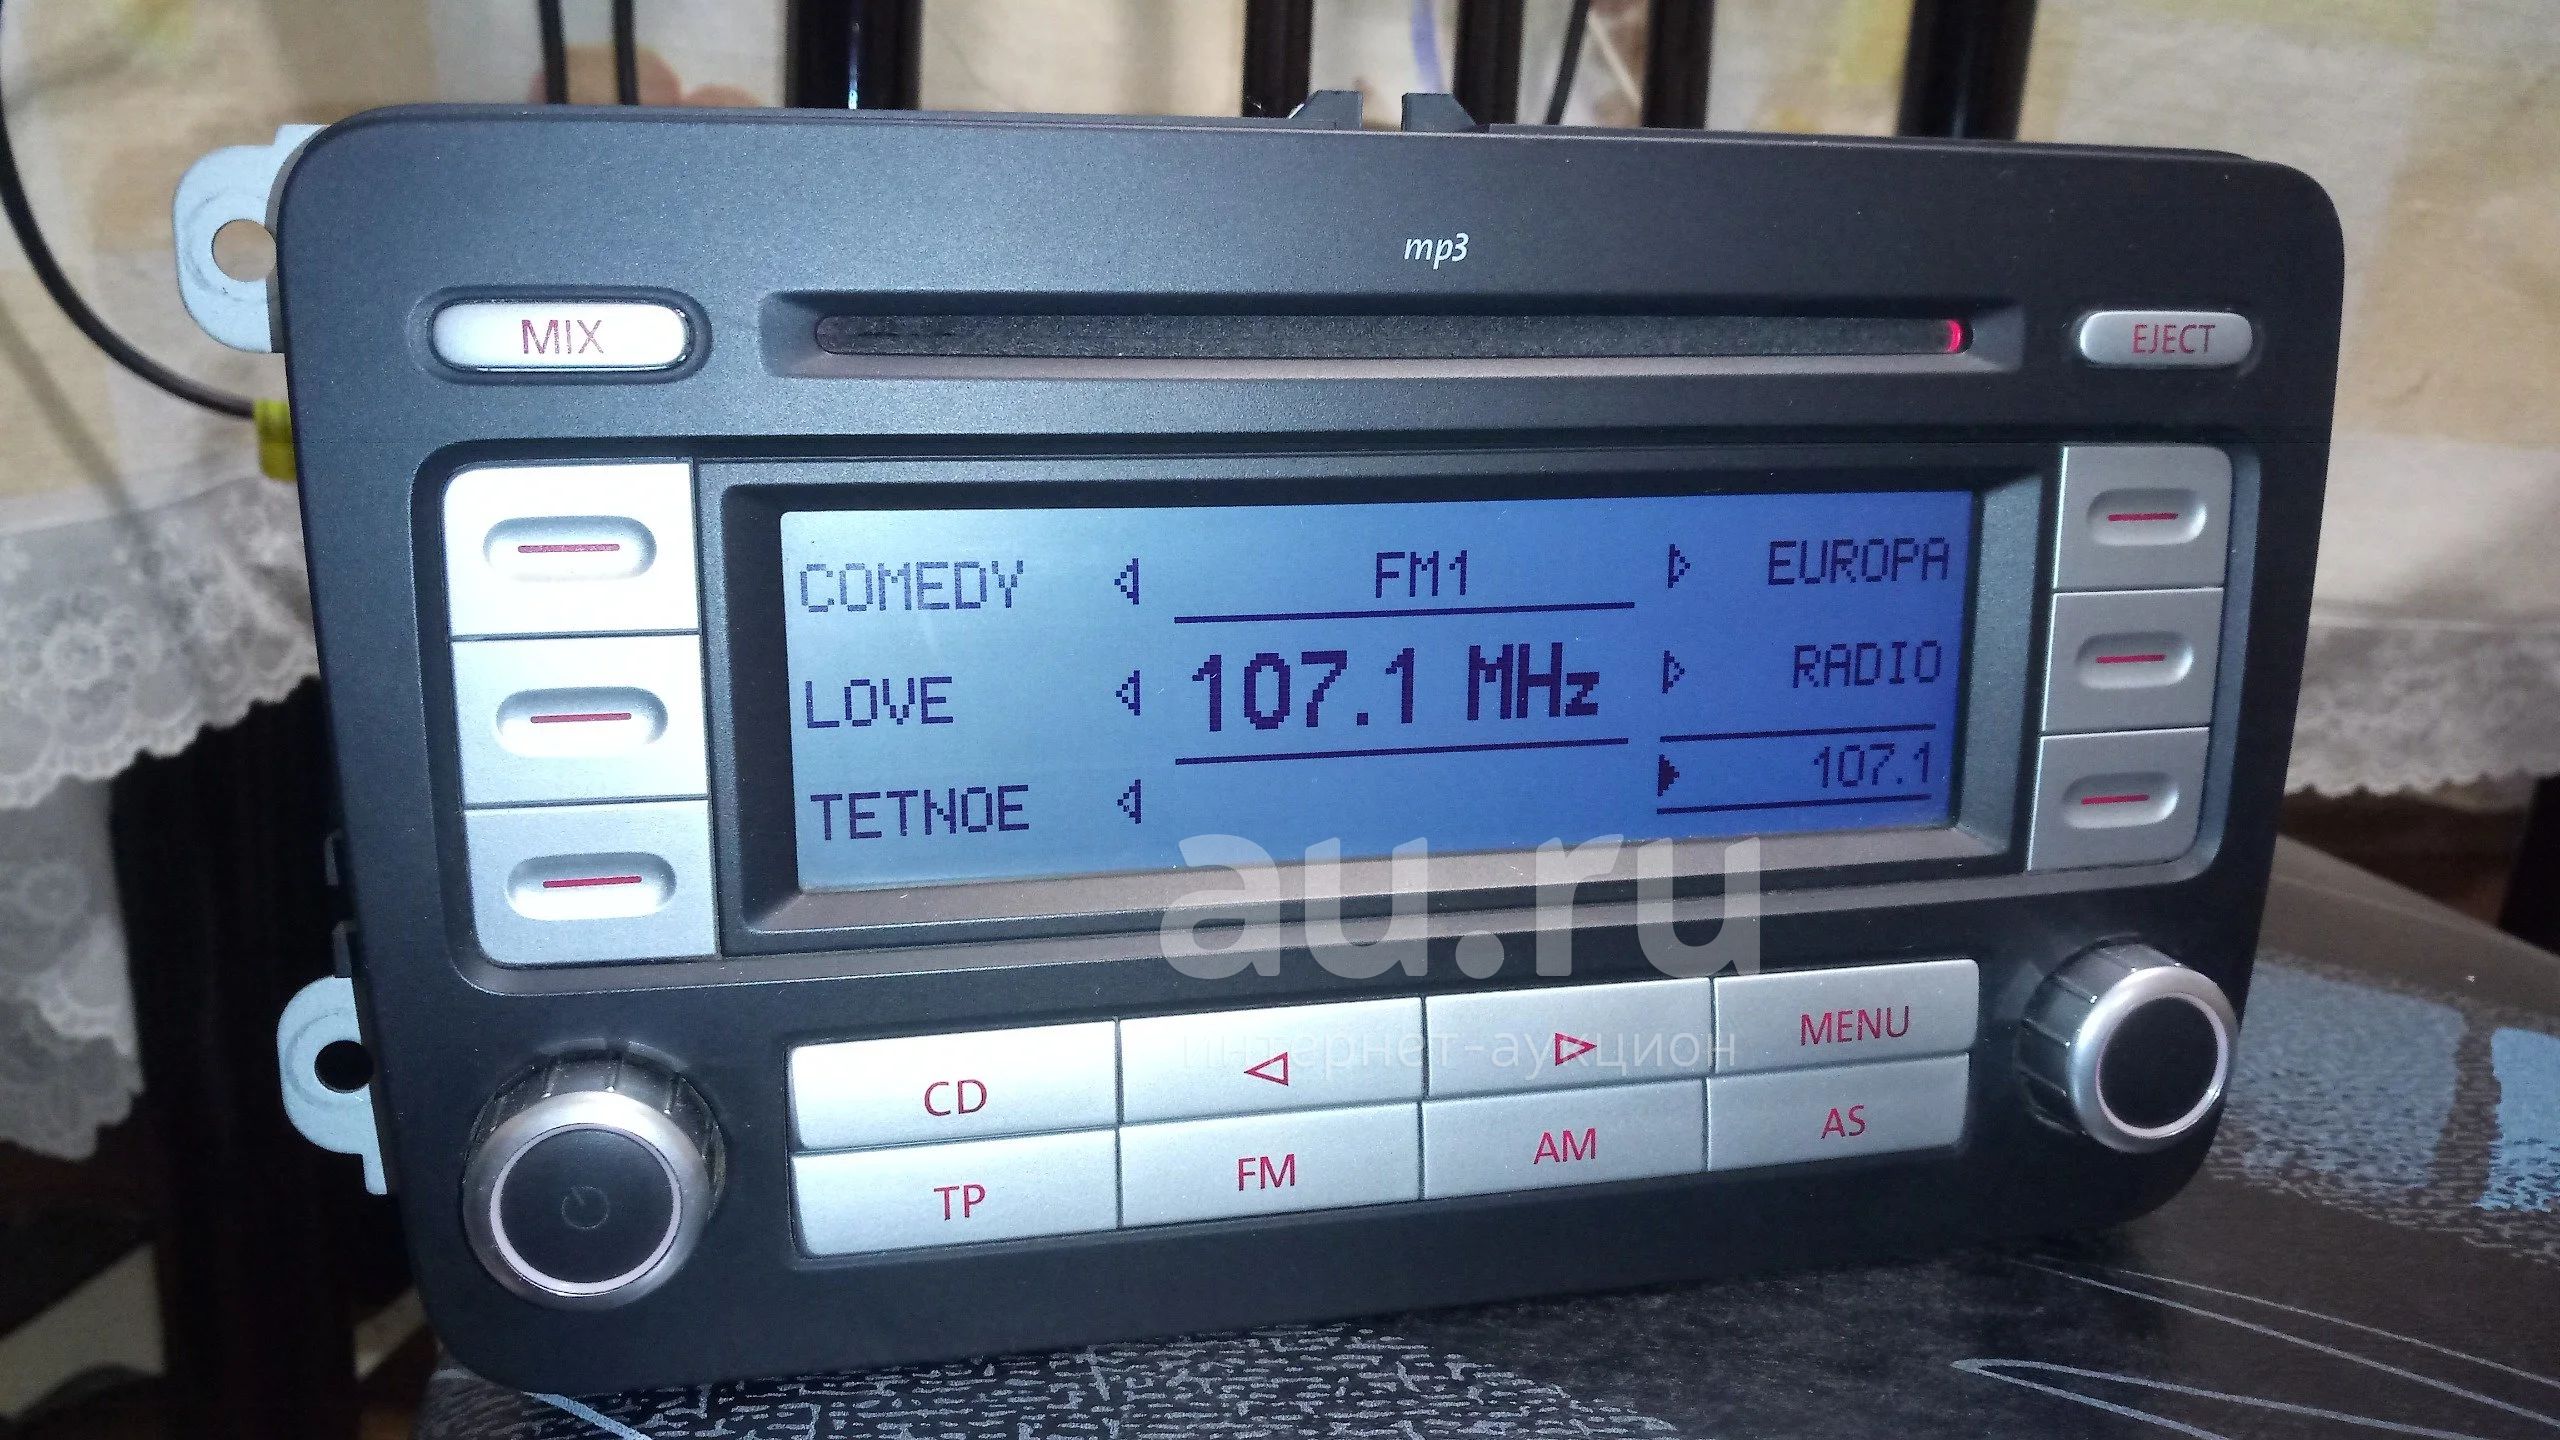 mp3
MIX
EJECT
COMEDY
FM1
EUROPA
LOVE
107.1 MHz
RADIO
TETNOE
107.1
au.ru
интернет-аукцион
CD
MENU
TP
FM
AM
AS